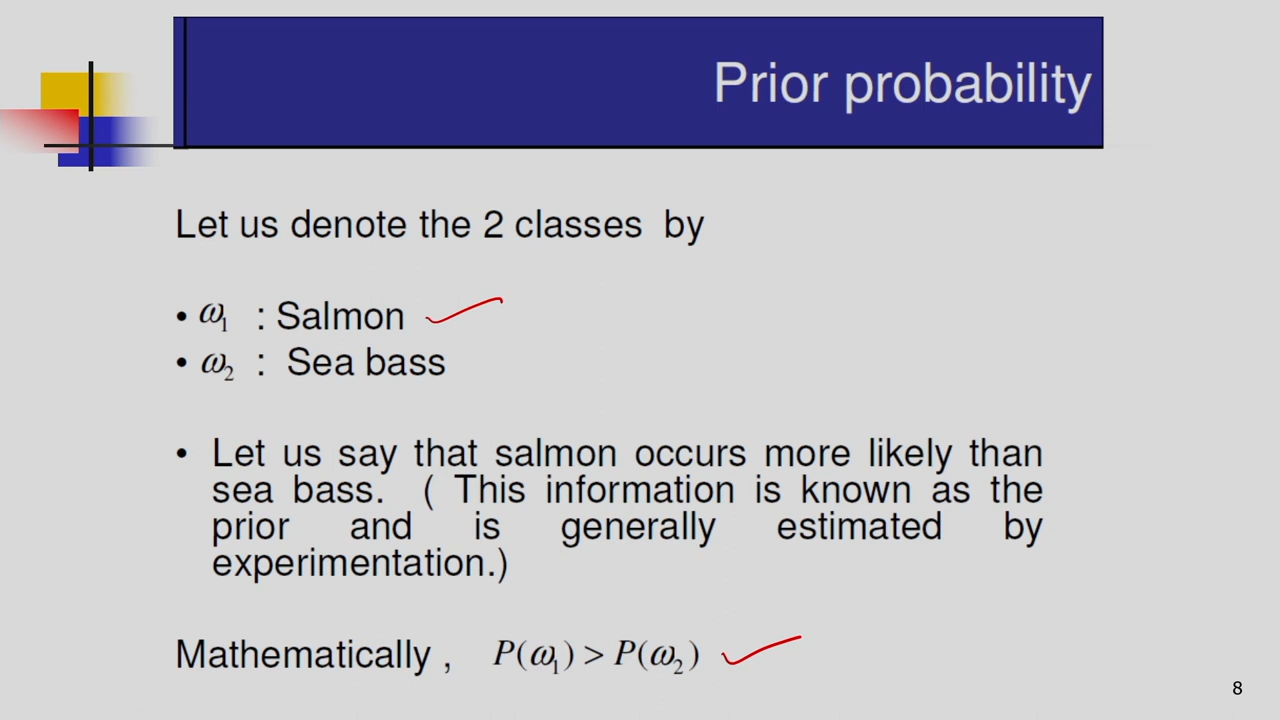 Prior probability
Let us denote the 2 classes by
• ω₁ : Salmon
• ω₂ : Sea bass
• Let us say that salmon occurs more likely than
sea bass. ( This information is known as the
prior and is generally estimated by
experimentation.)
Mathematically , P(ω₁) > P(ω₂)
8